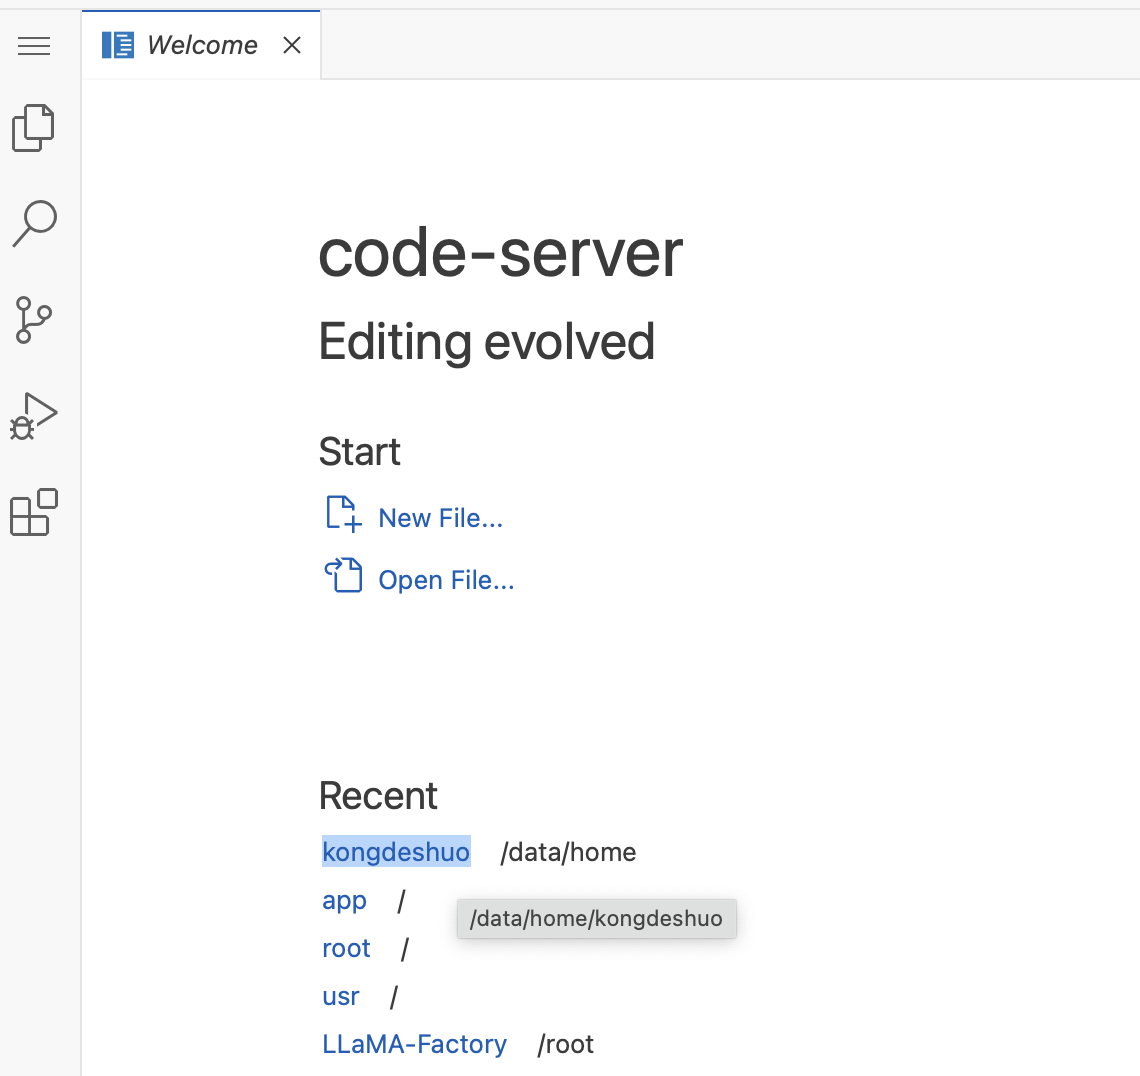 Welcome
code-server
Editing evolved
Start
New File...
Open File...
Recent
kongdeshuo /data/home
app /
/data/home/kongdeshuo
root /
usr /
LLaMA-Factory /root